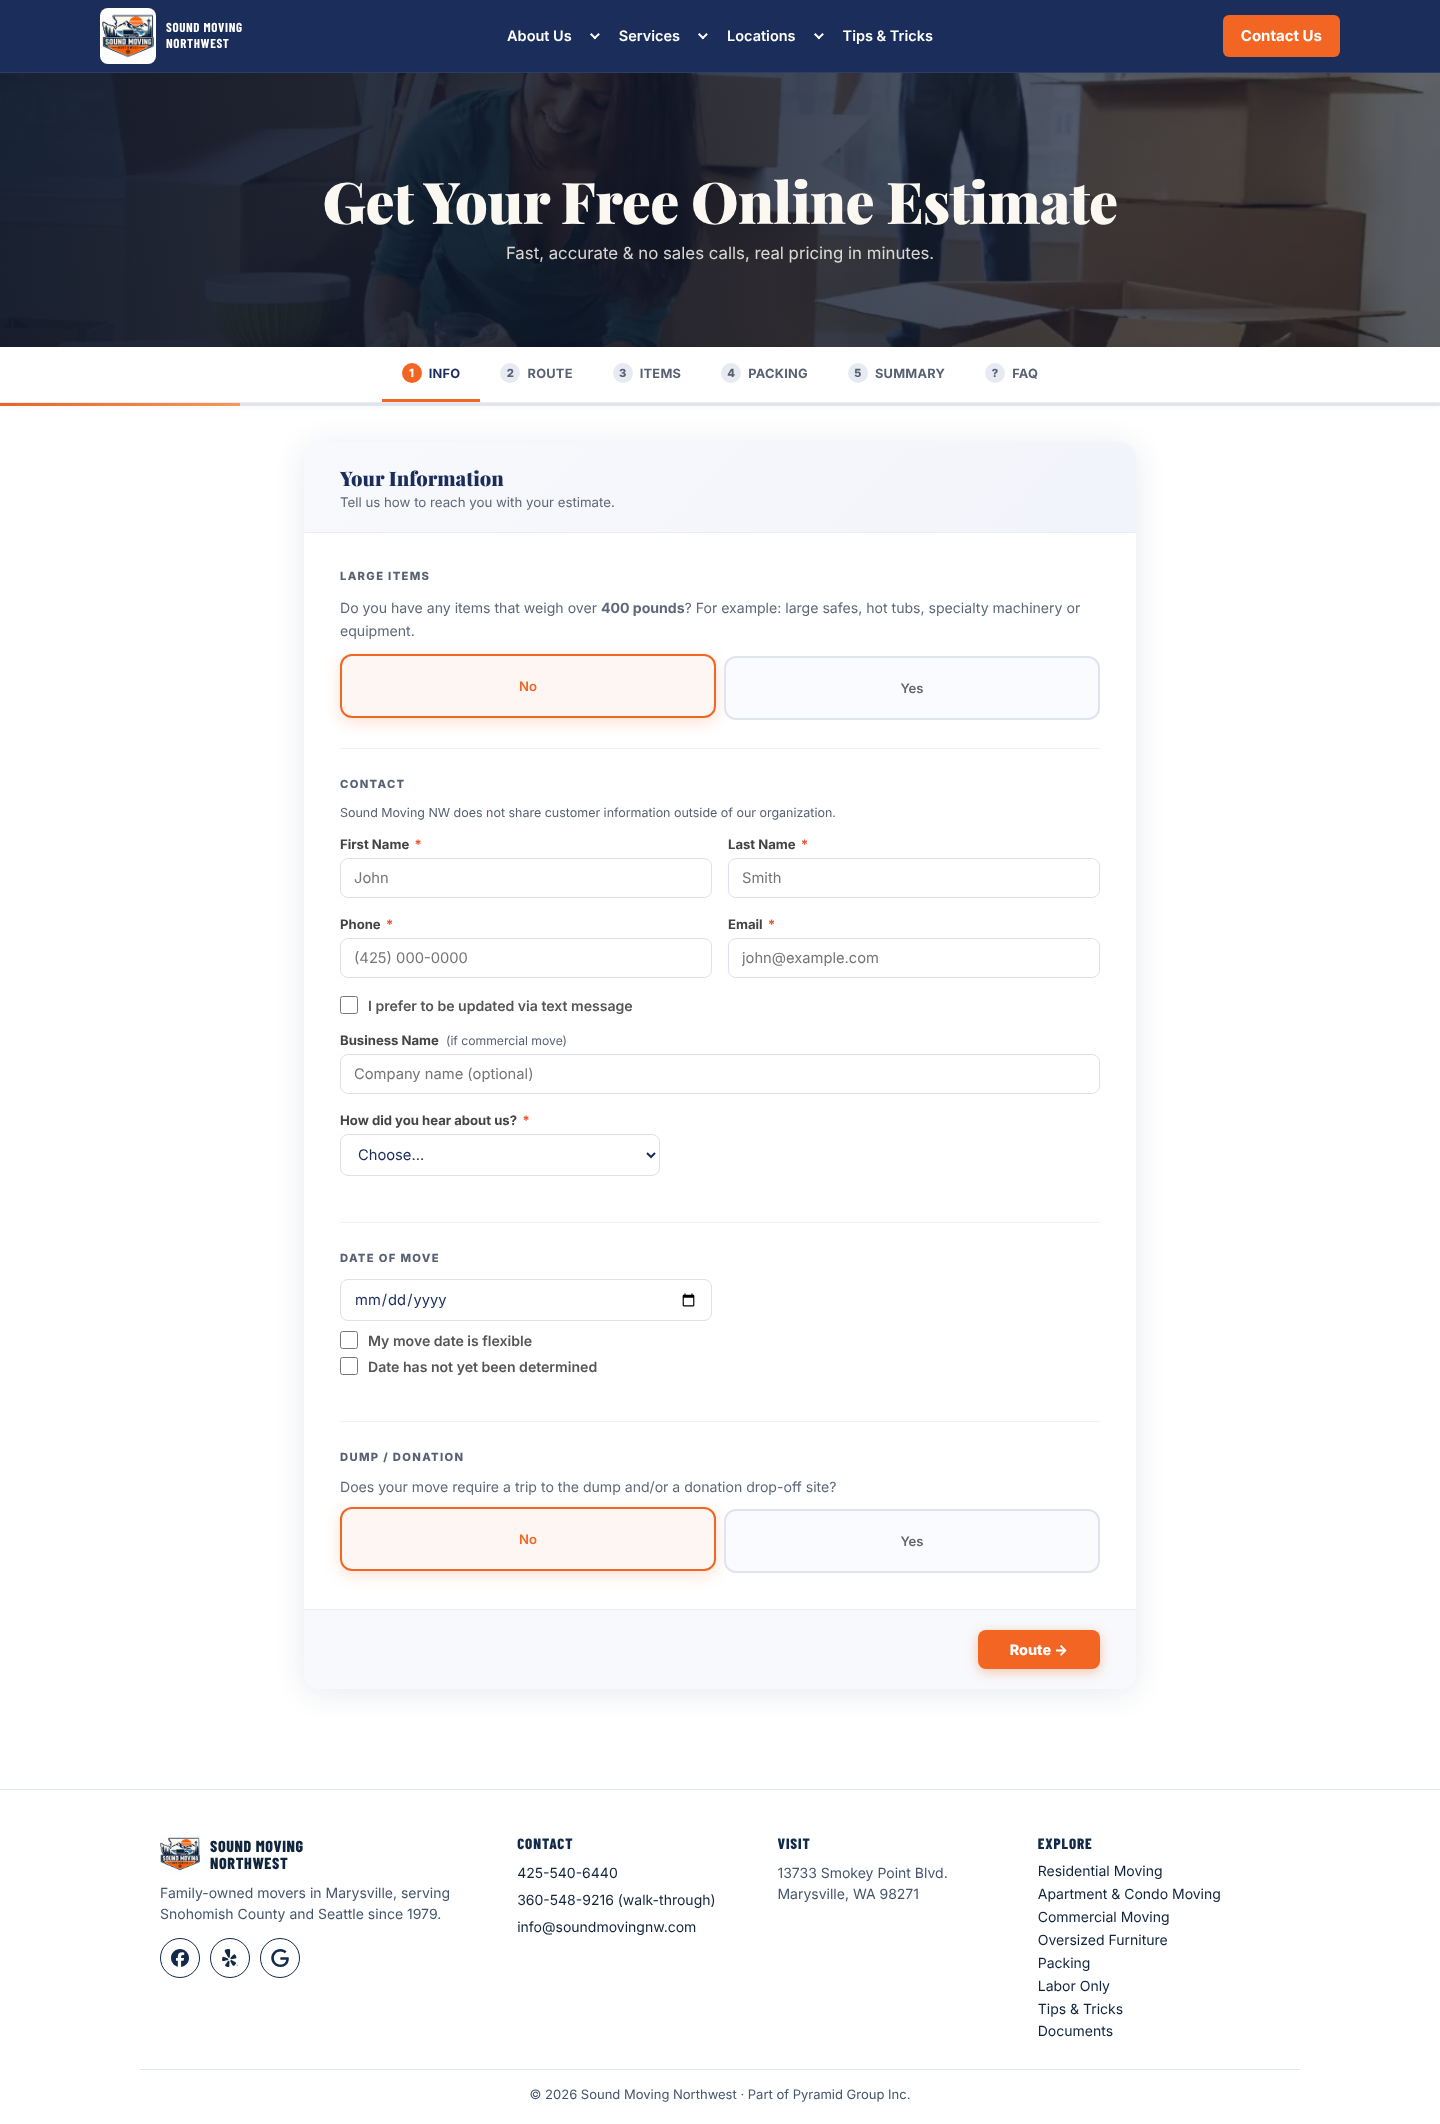 SOUND MOVING
NORTHWEST
About Us
Services
Locations
Tips & Tricks
Contact Us
Get Your Free Online Estimate
Fast, accurate & no sales calls, real pricing in minutes.
1 INFO
2 ROUTE
3 ITEMS
4 PACKING
5 SUMMARY
? FAQ
Your Information
Tell us how to reach you with your estimate.
LARGE ITEMS
Do you have any items that weigh over 400 pounds? For example: large safes, hot tubs, specialty machinery or
equipment.
No
Yes
CONTACT
Sound Moving NW does not share customer information outside of our organization.
First Name *
Last Name *
John
Smith
Phone *
Email *
(425) 000-0000
john@example.com
I prefer to be updated via text message
Business Name (if commercial move)
Company name (optional)
How did you hear about us? *
Choose...
DATE OF MOVE
mm/dd/yyyy
My move date is flexible
Date has not yet been determined
DUMP / DONATION
Does your move require a trip to the dump and/or a donation drop-off site?
No
Yes
Route →
SOUND MOVING
NORTHWEST
Family-owned movers in Marysville, serving
Snohomish County and Seattle since 1979.
CONTACT
425-540-6440
360-548-9216 (walk-through)
info@soundmovingnw.com
VISIT
13733 Smokey Point Blvd.
Marysville, WA 98271
EXPLORE
Residential Moving
Apartment & Condo Moving
Commercial Moving
Oversized Furniture
Packing
Labor Only
Tips & Tricks
Documents
© 2026 Sound Moving Northwest · Part of Pyramid Group Inc.